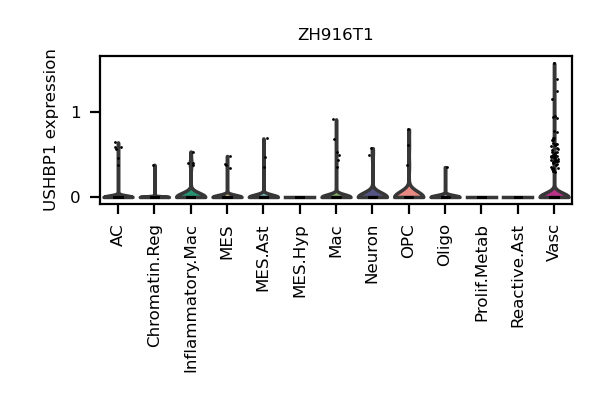 ZH916T1
USHBP1 expression
1
0
AC
Chromatin.Reg
Inflammatory.Mac
MES
MES.Ast
MES.Hyp
Mac
Neuron
OPC
Oligo
Prolif.Metab
Reactive.Ast
Vasc